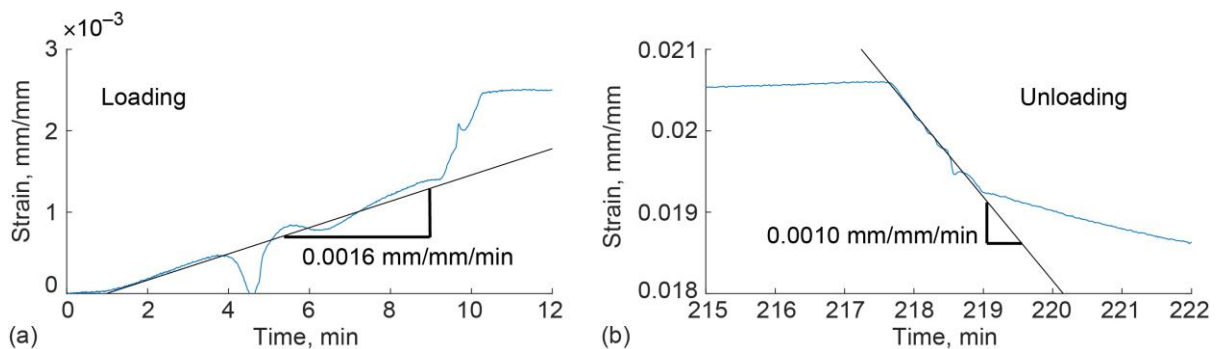 ×10⁻³
3
Loading
2
Strain, mm/mm
1
0.0016 mm/mm/min
0
0 2 4 6 8 10 12
(a) Time, min
0.021
Unloading
0.02
Strain, mm/mm
0.019
0.0010 mm/mm/min
0.018
215 216 217 218 219 220 221 222
(b) Time, min